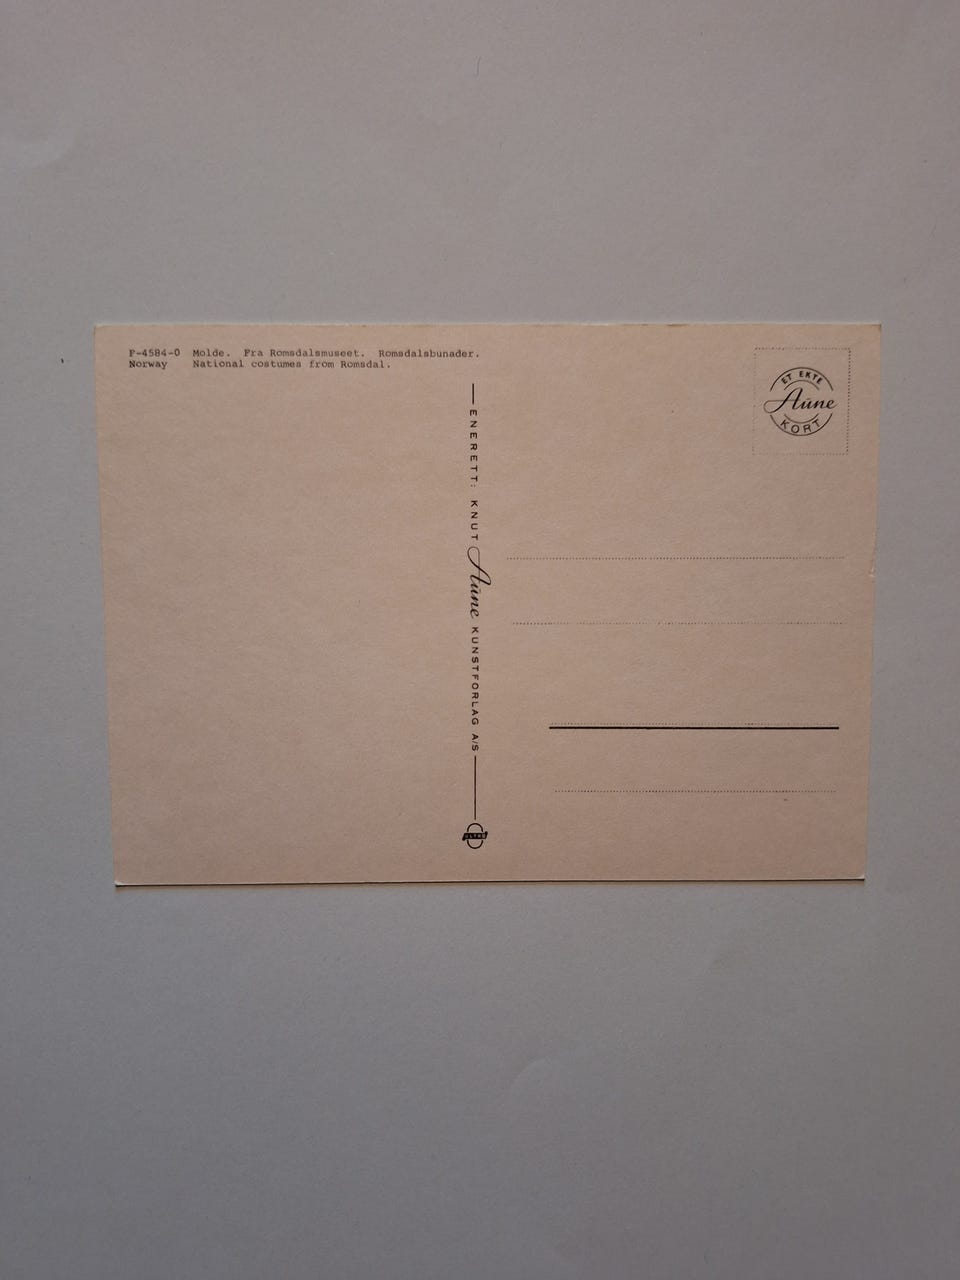 F-4584-0 Molde. Fra Romsdalsmuseet. Romsdalsbunader.
Norway National costumes from Romsdal.
ENERETT: KNUT Aune KUNSTFORLAG A/S
ET EKTE
Aune
KORT